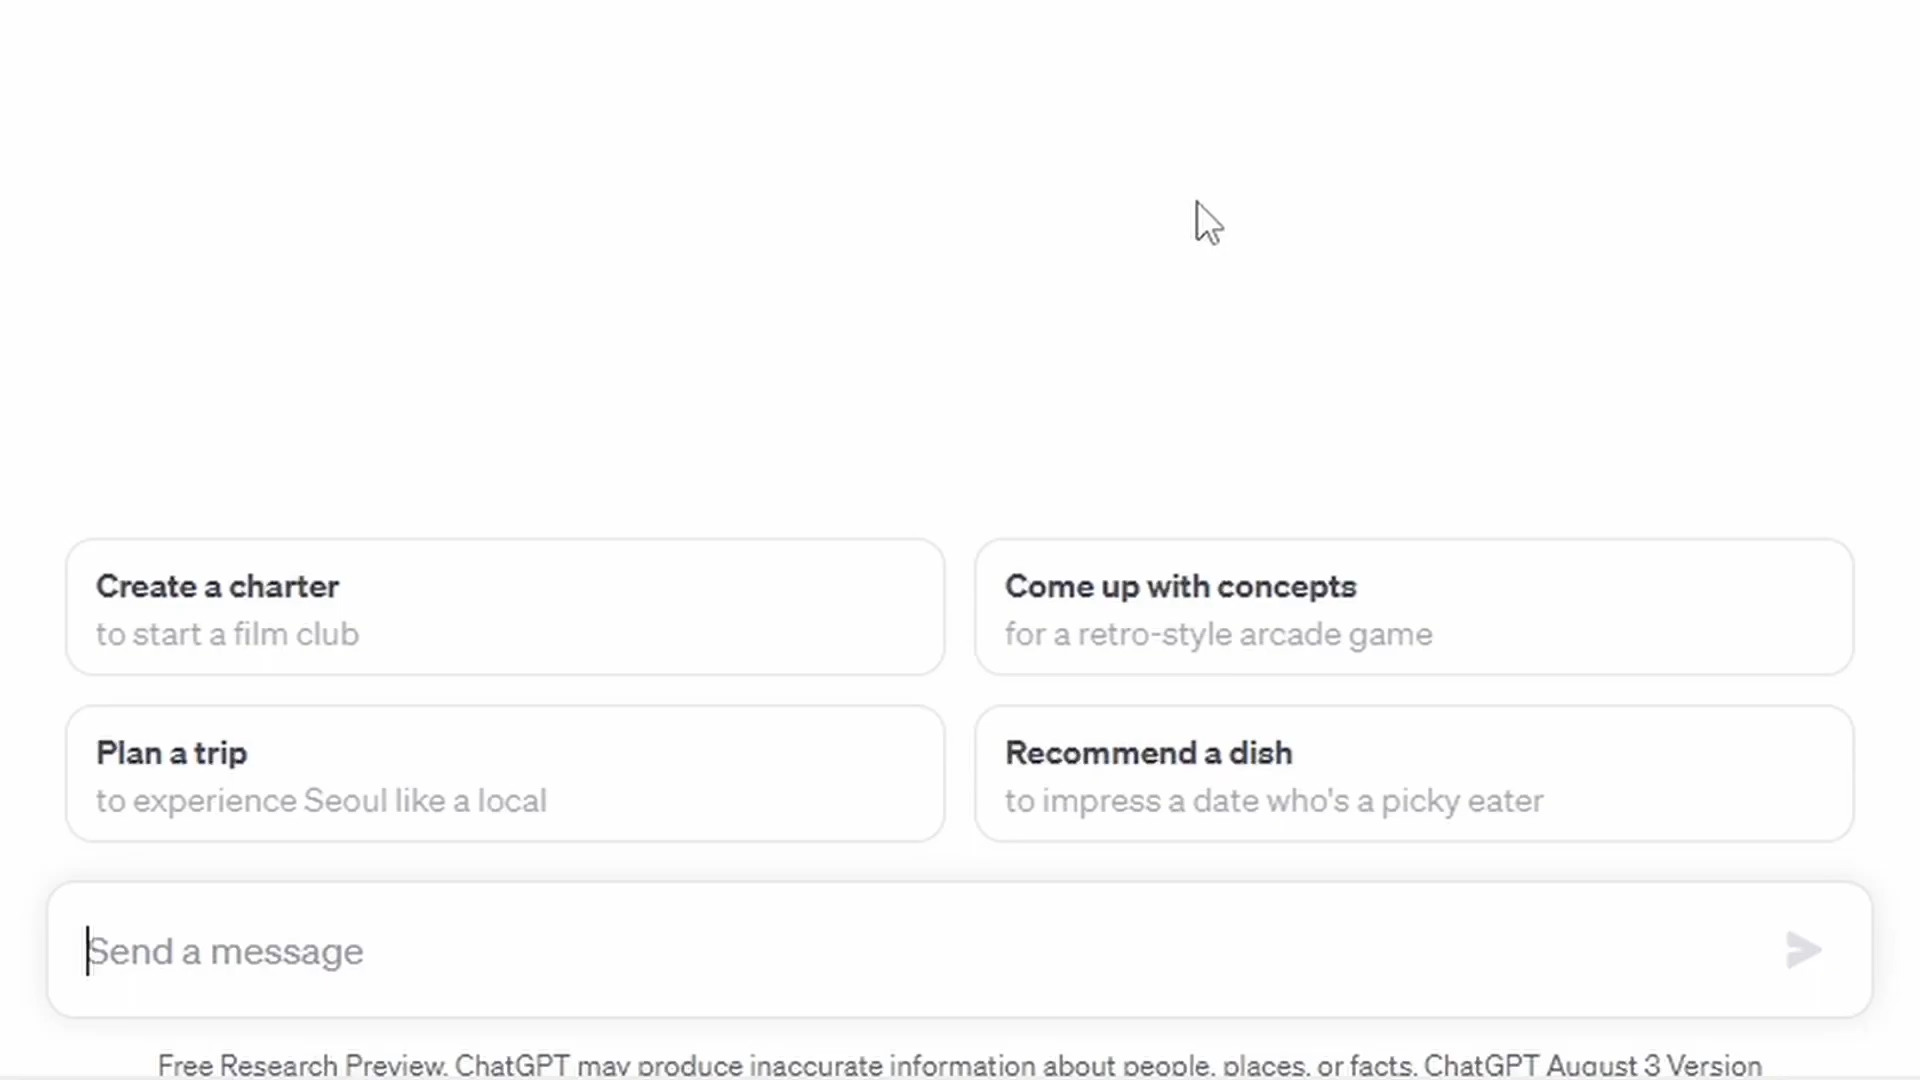 Create a charter
to start a film club
Come up with concepts
for a retro-style arcade game
Plan a trip
to experience Seoul like a local
Recommend a dish
to impress a date who's a picky eater
Send a message
Free Research Preview. ChatGPT may produce inaccurate information about people, places, or facts. ChatGPT August 3 Version